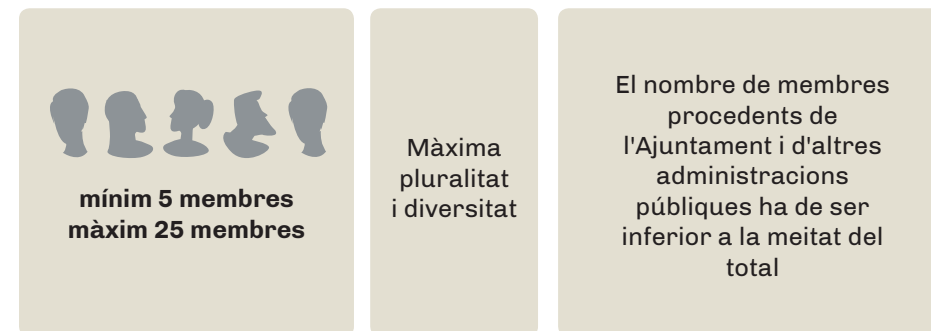 mínim 5 membres
màxim 25 membres
Màxima
pluralitat
i diversitat
El nombre de membres
procedents de
l'Ajuntament i d'altres
administracions
públiques ha de ser
inferior a la meitat del
total